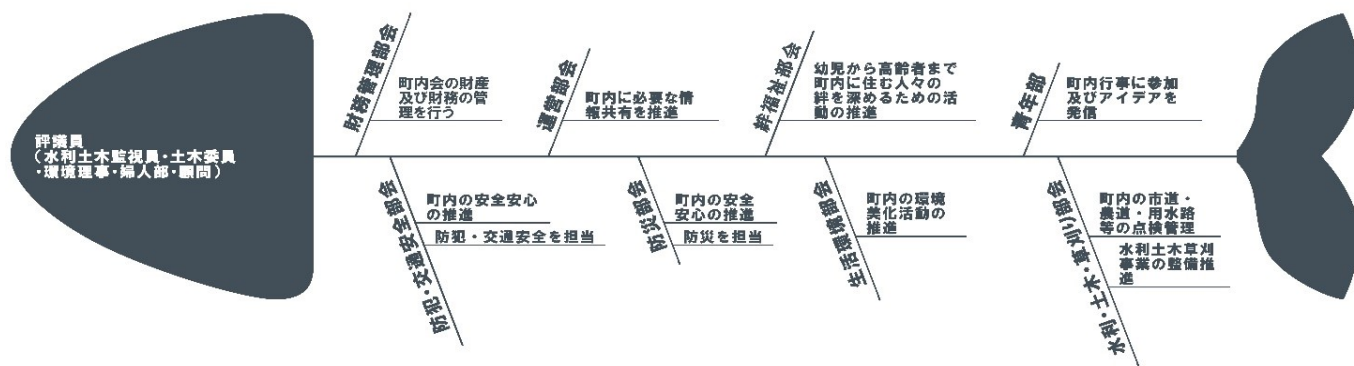 評議員
（水利土木監視員・土木委員
・環境理事・婦人部・顧問）
財務管理部会
町内会の財産
及び財務の管
理を行う
運営部会
町内に必要な情
報共有を推進
絆福祉部会
幼児から高齢者まで
町内に住む人々の
絆を深めるための活
動の推進
青年部
町内行事に参加
及びアイデアを
発信
防犯・交通安全部会
町内の安全安心
の推進
防犯・交通安全を担当
防災部会
町内の安全
安心の推進
防災を担当
生活環境部会
町内の環境
美化活動の
推進
水利・土木・草刈り部会
町内の市道・
農道・用水路
等の点検管理
水利土木草刈
事業の整備推
進